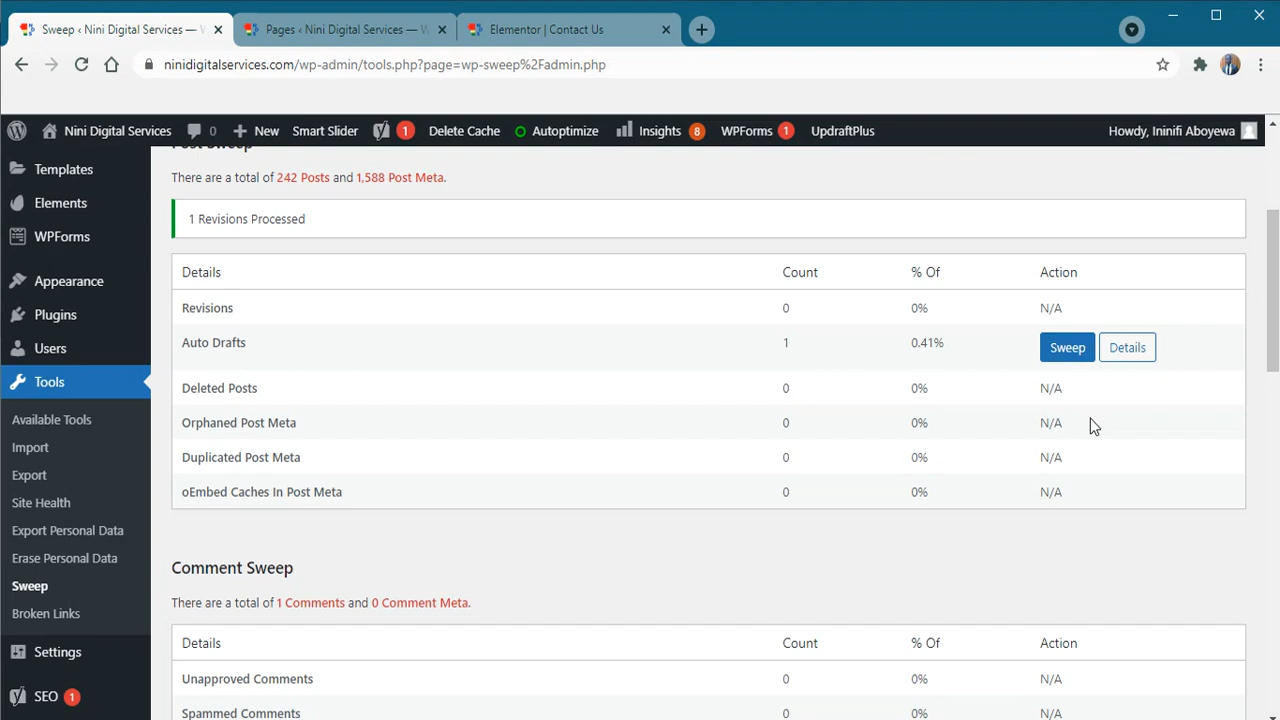 Sweep ‹ Nini Digital Services — W
Pages ‹ Nini Digital Services — W
Elementor | Contact Us
ninidigitalservices.com/wp-admin/tools.php?page=wp-sweep%2Fadmin.php
Nini Digital Services 0 New Smart Slider 1 Delete Cache Autoptimize Insights 8 WPForms 1 UpdraftPlus Howdy, Ininifi Aboyewa
Templates
Elements
WPForms
Appearance
Plugins
Users
Tools
Available Tools
Import
Export
Site Health
Export Personal Data
Erase Personal Data
Sweep
Broken Links
Settings
SEO 1
Post Sweep
There are a total of 242 Posts and 1,588 Post Meta.
1 Revisions Processed
Details Count % Of Action
Revisions 0 0% N/A
Auto Drafts 1 0.41% Sweep Details
Deleted Posts 0 0% N/A
Orphaned Post Meta 0 0% N/A
Duplicated Post Meta 0 0% N/A
oEmbed Caches In Post Meta 0 0% N/A
Comment Sweep
There are a total of 1 Comments and 0 Comment Meta.
Details Count % Of Action
Unapproved Comments 0 0% N/A
Spammed Comments 0 0% N/A